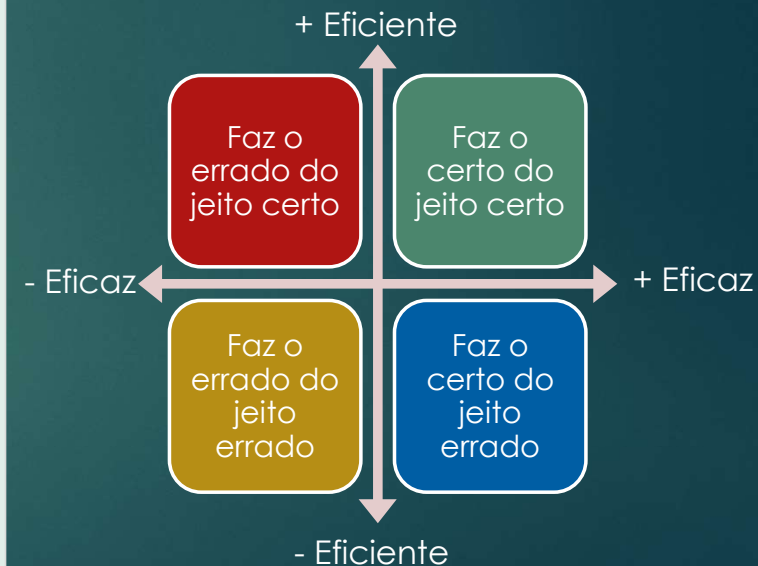 + Eficiente
Faz o
errado do
jeito certo
Faz o
certo do
jeito certo
- Eficaz
+ Eficaz
Faz o
errado do
jeito
errado
Faz o
certo do
jeito
errado
- Eficiente